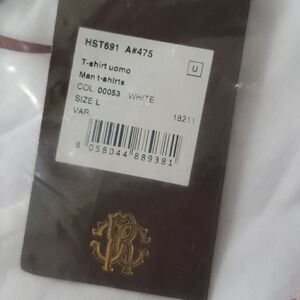 HST691 A#475
U
T-shirt uomo
Man t-shirts
COL. 00053 WHITE
SIZE L
VAR.
18211
8 058044 889381